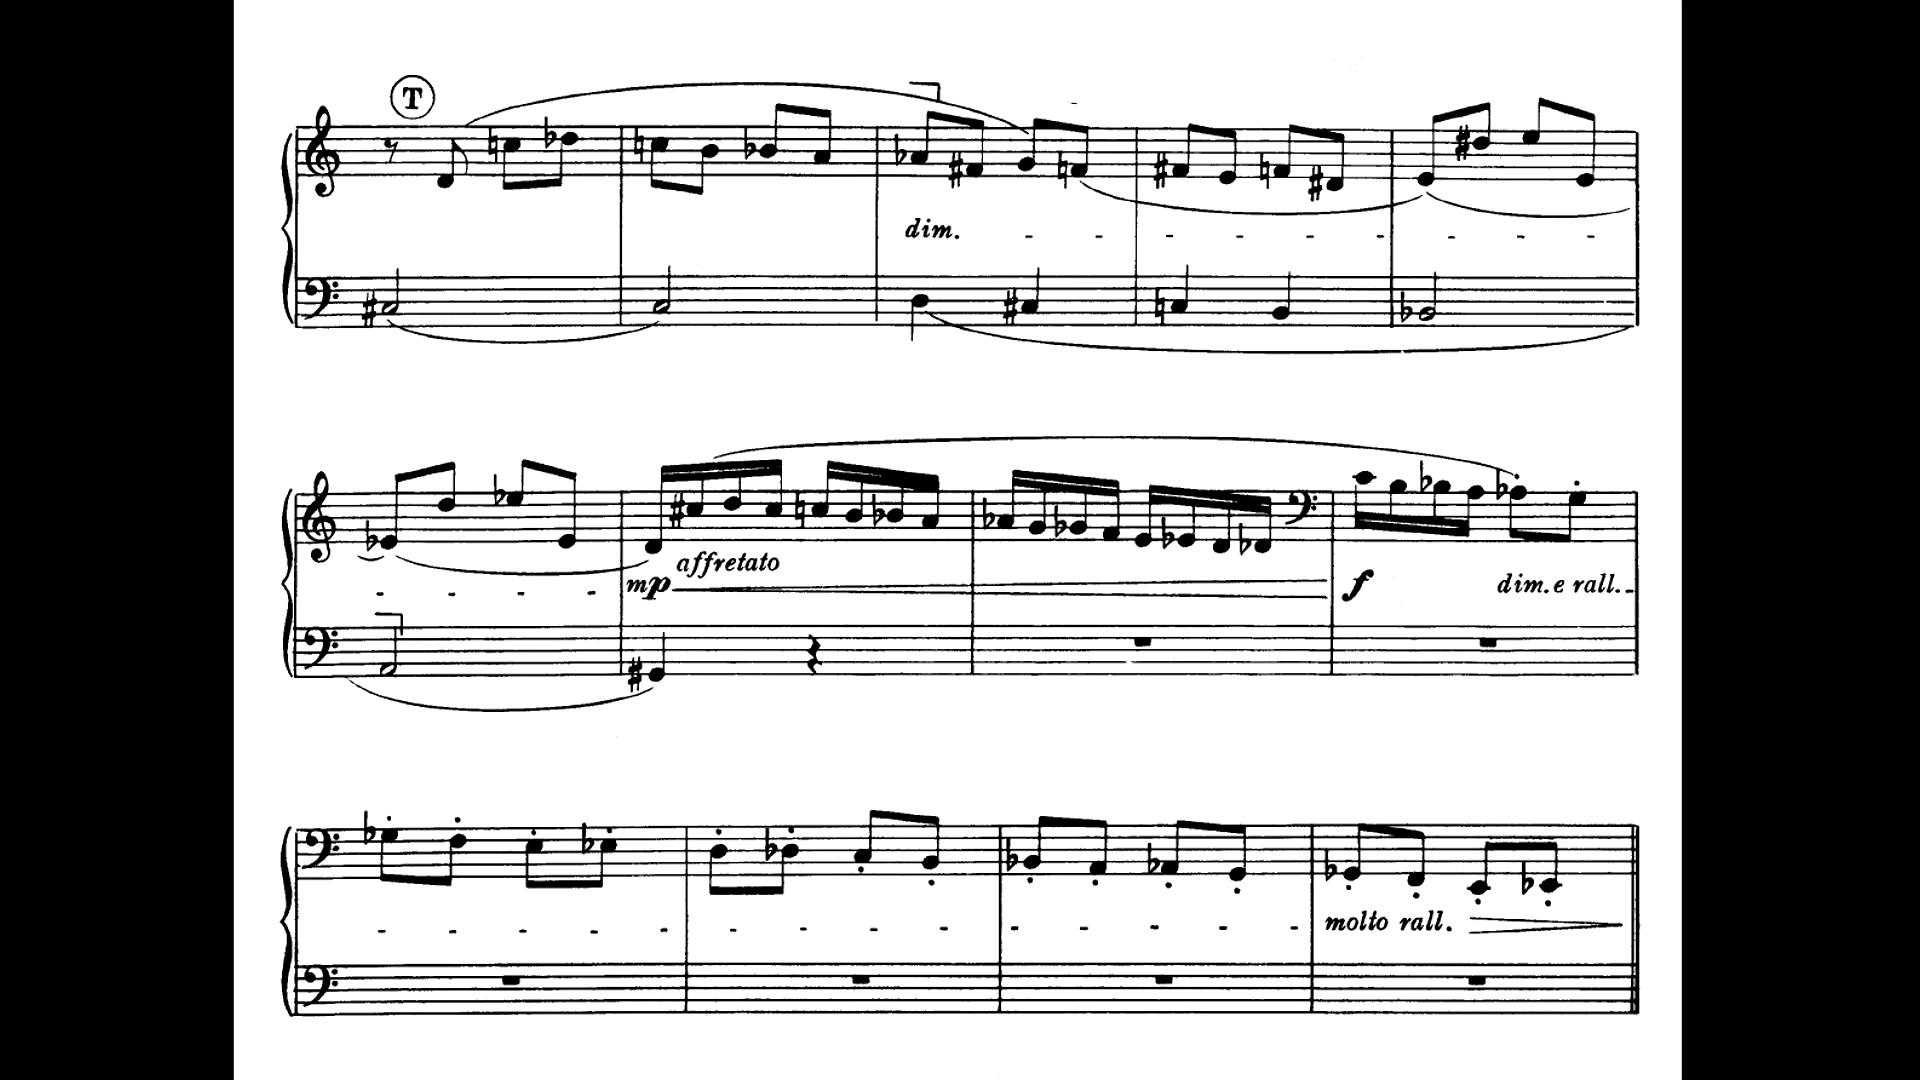 T
dim.
affretato
mp
f dim. e rall.
molto rall.